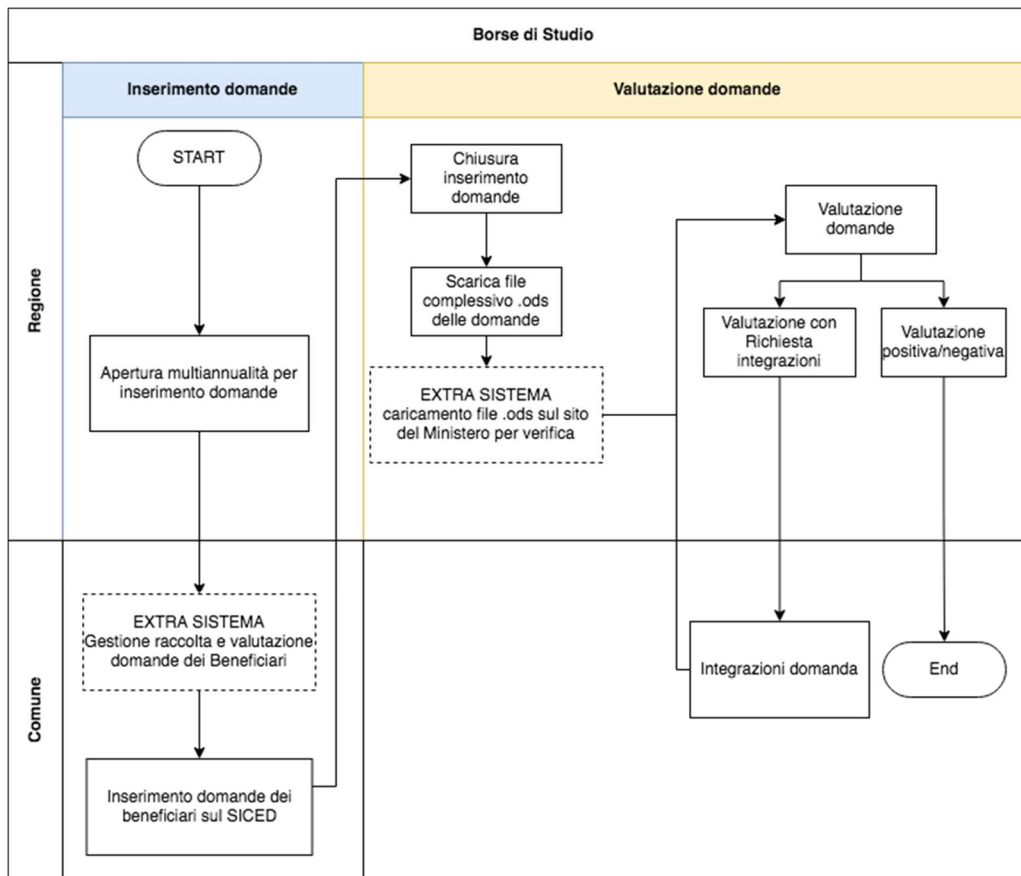 Borse di Studio
Inserimento domande
Valutazione domande
Regione
START
Apertura multiannualità per
inserimento domande
Chiusura
inserimento
domande
Scarica file
complessivo .ods
delle domande
EXTRA SISTEMA
caricamento file .ods sul sito
del Ministero per verifica
Valutazione
domande
Valutazione con
Richiesta
integrazioni
Valutazione
positiva/negativa
Comune
EXTRA SISTEMA
Gestione raccolta e valutazione
domande dei Beneficiari
Inserimento domande dei
beneficiari sul SICED
Integrazioni domanda
End